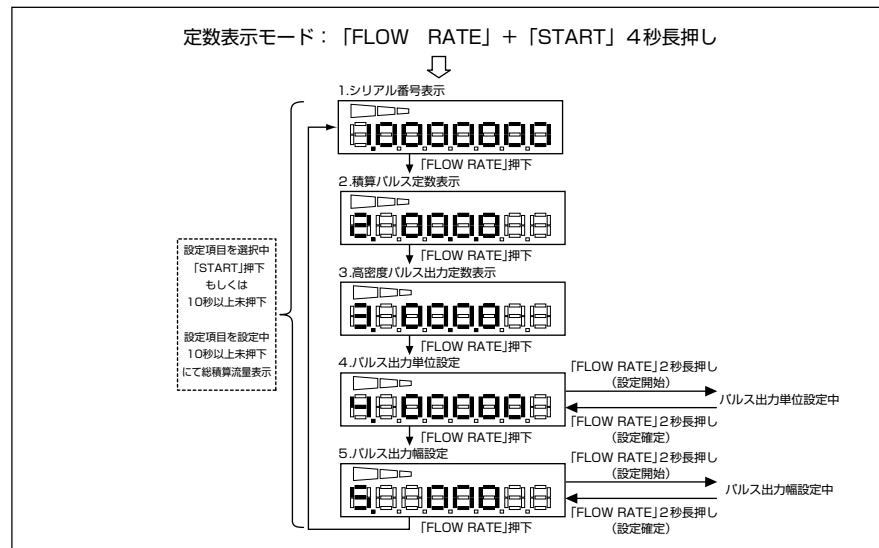 定数表示モード：「FLOW RATE」＋「START」４秒長押し
1.シリアル番号表示
「FLOW RATE」押下
２.積算パルス定数表示
「FLOW RATE」押下
３.高密度パルス出力定数表示
「FLOW RATE」押下
４.パルス出力単位設定
「FLOW RATE」押下
５.パルス出力幅設定
「FLOW RATE」押下
設定項目を選択中
「START」押下
もしくは
10秒以上未押下
設定項目を設定中
10秒以上未押下
にて総積算流量表示
「FLOW RATE」２秒長押し
（設定開始）
パルス出力単位設定中
「FLOW RATE」２秒長押し
（設定確定）
「FLOW RATE」２秒長押し
（設定開始）
パルス出力幅設定中
「FLOW RATE」２秒長押し
（設定確定）